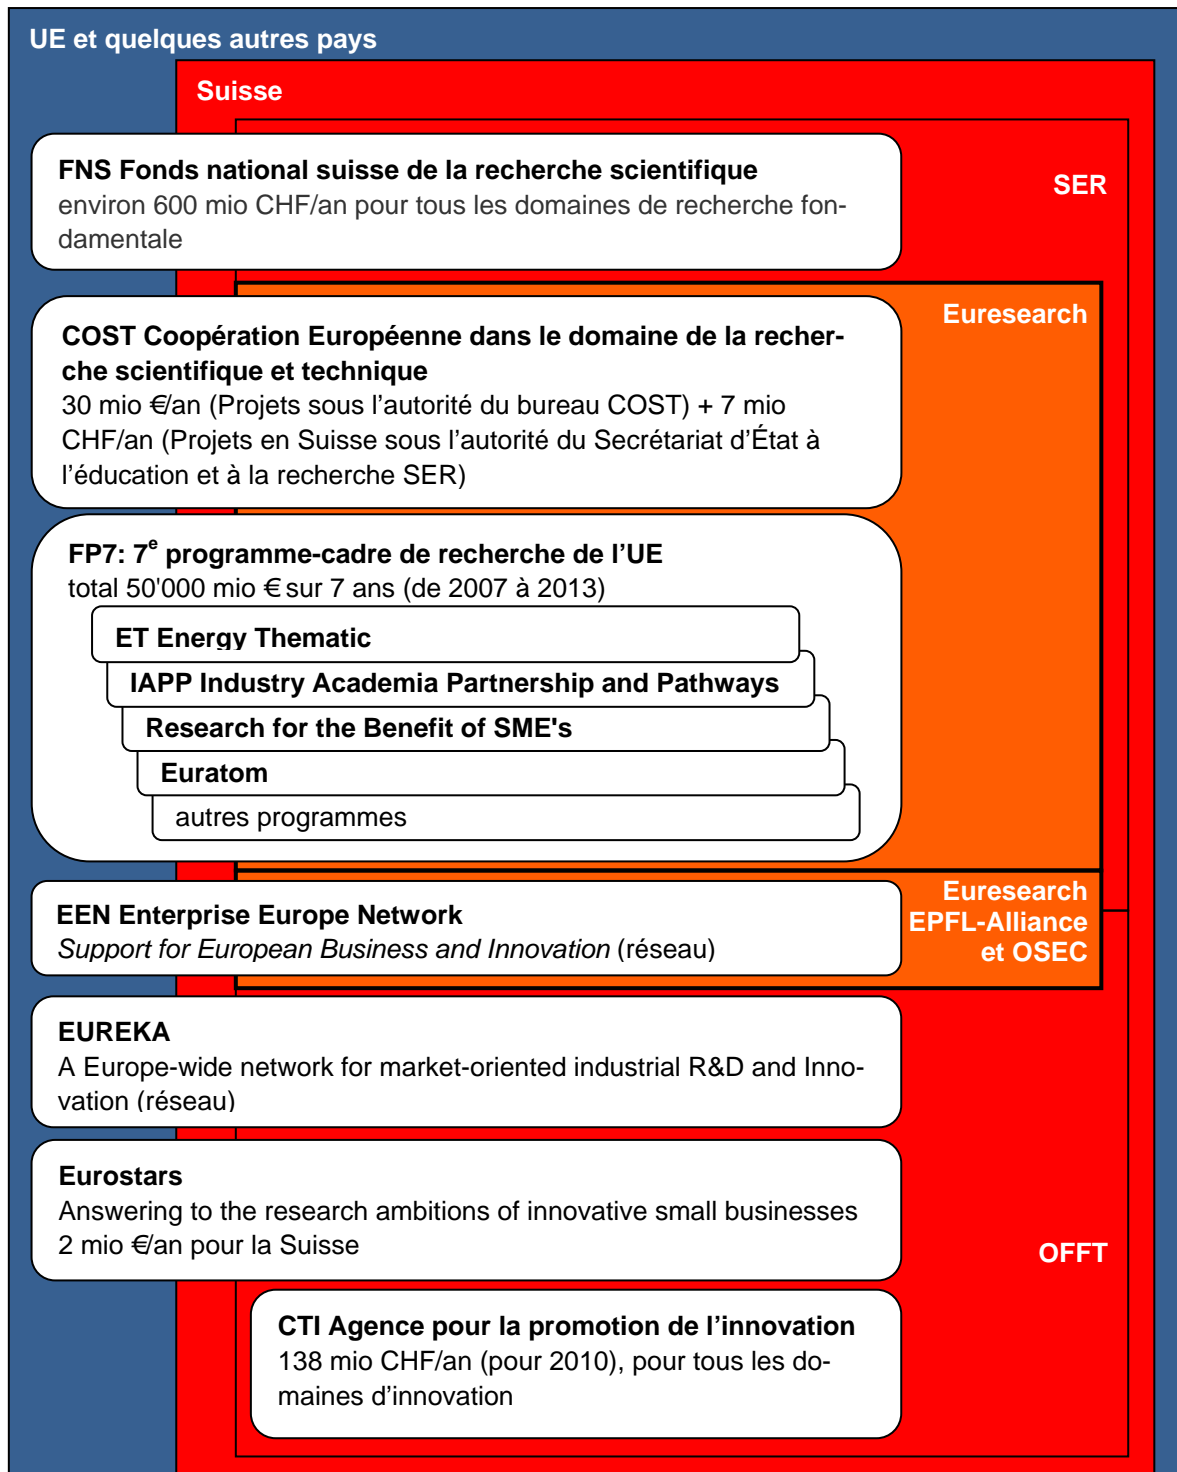 UE et quelques autres pays
Suisse
FNS Fonds national suisse de la recherche scientifique
environ 600 mio CHF/an pour tous les domaines de recherche fon-
damentale
SER
Euresearch
COST Coopération Européenne dans le domaine de la recher-
che scientifique et technique
30 mio €/an (Projets sous l’autorité du bureau COST) + 7 mio
CHF/an (Projets en Suisse sous l’autorité du Secrétariat d’État à
l’éducation et à la recherche SER)
FP7: 7e programme-cadre de recherche de l’UE
total 50'000 mio € sur 7 ans (de 2007 à 2013)
ET Energy Thematic
IAPP Industry Academia Partnership and Pathways
Research for the Benefit of SME's
Euratom
autres programmes
EEN Enterprise Europe Network
Support for European Business and Innovation (réseau)
Euresearch
EPFL-Alliance
et OSEC
EUREKA
A Europe-wide network for market-oriented industrial R&D and Inno-
vation (réseau)
Eurostars
Answering to the research ambitions of innovative small businesses
2 mio €/an pour la Suisse
OFFT
CTI Agence pour la promotion de l’innovation
138 mio CHF/an (pour 2010), pour tous les do-
maines d’innovation